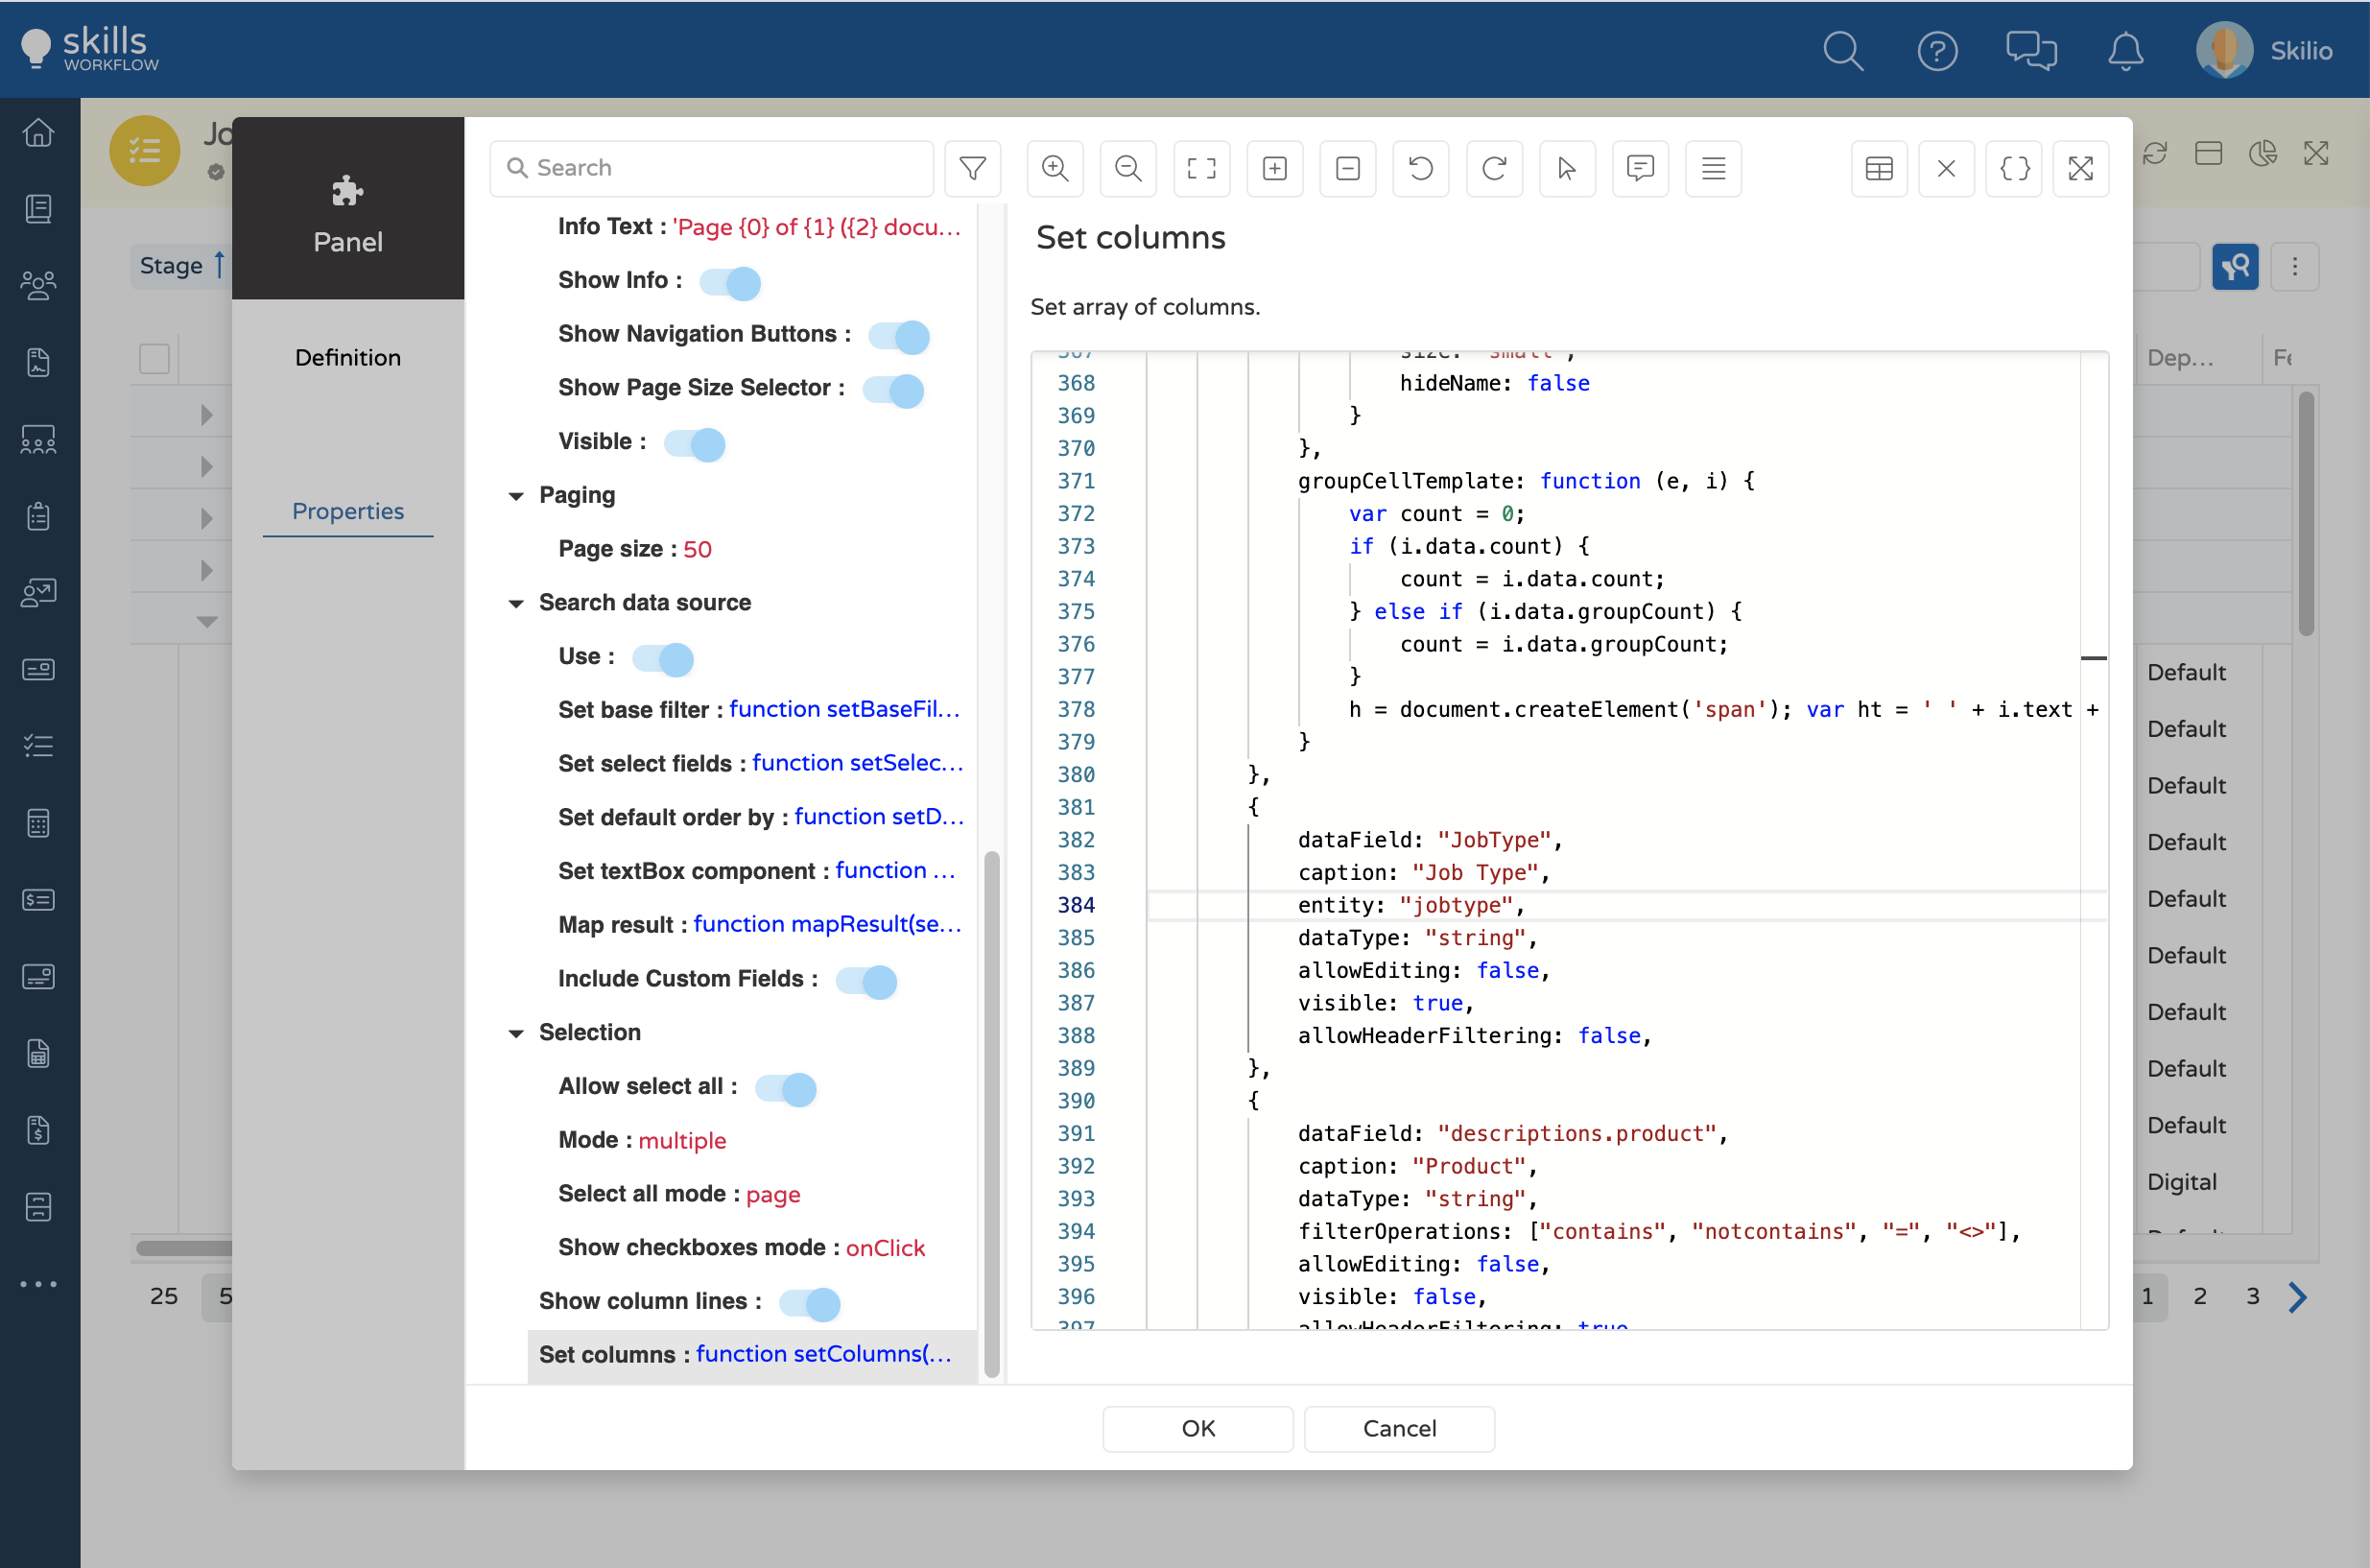 skills
WORKFLOW
Skilio
Jo
Stage
Panel
Definition
Properties
Search
Info Text : 'Page {0} of {1} ({2} docu...
Show Info :
Show Navigation Buttons :
Show Page Size Selector :
Visible :
Paging
Page size : 50
Search data source
Use :
Set base filter : function setBaseFil...
Set select fields : function setSelec...
Set default order by : function setD...
Set textBox component : function ...
Map result : function mapResult(se...
Include Custom Fields :
Selection
Allow select all :
Mode : multiple
Select all mode : page
Show checkboxes mode : onClick
Show column lines :
Set columns : function setColumns(...
Set columns
Set array of columns.
367 size: "small",
368 hideName: false
369 }
370 },
371 groupCellTemplate: function (e, i) {
372 var count = 0;
373 if (i.data.count) {
374 count = i.data.count;
375 } else if (i.data.groupCount) {
376 count = i.data.groupCount;
377 }
378 h = document.createElement('span'); var ht = ' ' + i.text +
379 }
380 },
381 {
382 dataField: "JobType",
383 caption: "Job Type",
384 entity: "jobtype",
385 dataType: "string",
386 allowEditing: false,
387 visible: true,
388 allowHeaderFiltering: false,
389 },
390 {
391 dataField: "descriptions.product",
392 caption: "Product",
393 dataType: "string",
394 filterOperations: ["contains", "notcontains", "=", "<>"],
395 allowEditing: false,
396 visible: false,
397 allowHeaderFiltering: true
OK
Cancel
Dep...
Default
Default
Default
Default
Default
Default
Default
Default
Default
Digital
25
5
1 2 3